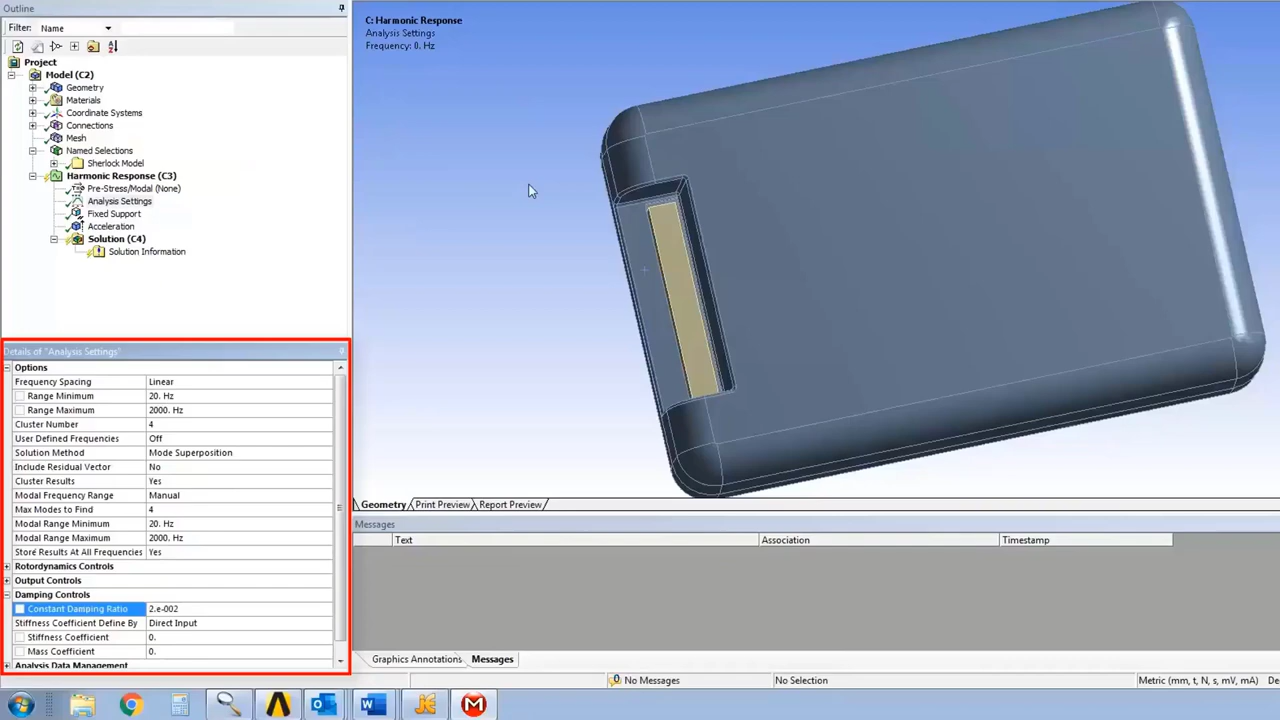 Outline
Filter: Name
Project
Model (C2)
Geometry
Materials
Coordinate Systems
Connections
Mesh
Named Selections
Sherlock Model
Harmonic Response (C3)
Pre-Stress/Modal (None)
Analysis Settings
Fixed Support
Acceleration
Solution (C4)
Solution Information
Details of "Analysis Settings"
Options
Frequency Spacing Linear
Range Minimum 20. Hz
Range Maximum 2000. Hz
Cluster Number 4
User Defined Frequencies Off
Solution Method Mode Superposition
Include Residual Vector No
Cluster Results Yes
Modal Frequency Range Manual
Max Modes to Find 4
Modal Range Minimum 20. Hz
Modal Range Maximum 2000. Hz
Store Results At All Frequencies Yes
Rotordynamics Controls
Output Controls
Damping Controls
Constant Damping Ratio 2.e-002
Stiffness Coefficient Define By Direct Input
Stiffness Coefficient 0.
Mass Coefficient 0.
Analysis Data Management
C: Harmonic Response
Analysis Settings
Frequency: 0. Hz
Geometry Print Preview Report Preview
Messages
Text Association Timestamp
Graphics Annotations Messages
No Messages No Selection Metric (mm, t, N, s, mV, mA)